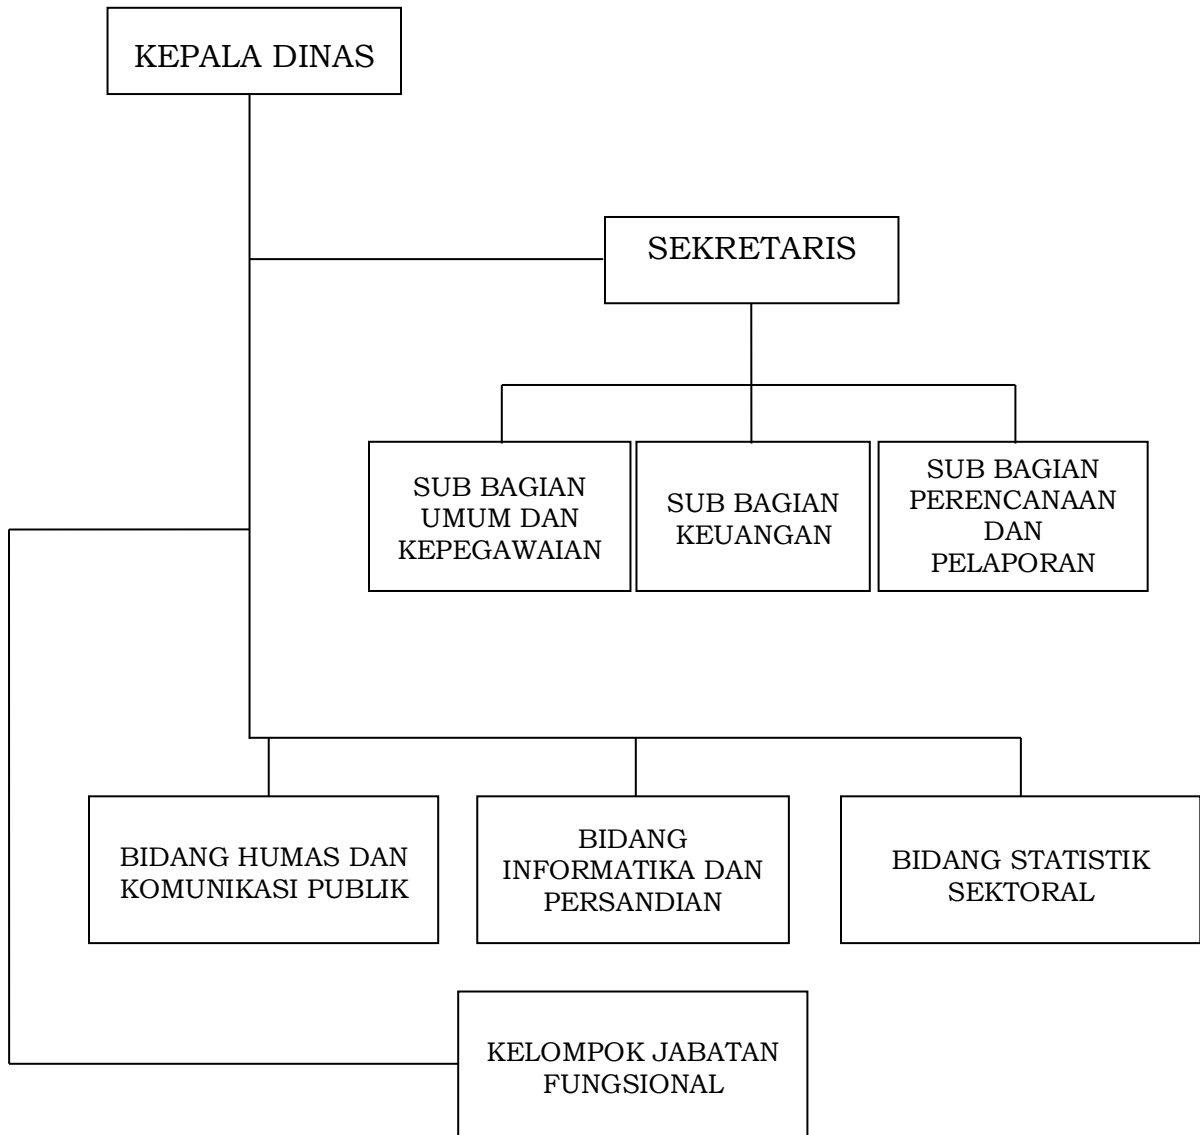 KEPALA DINAS
SEKRETARIS
SUB BAGIAN
UMUM DAN
KEPEGAWAIAN
SUB BAGIAN
KEUANGAN
SUB BAGIAN
PERENCANAAN
DAN
PELAPORAN
BIDANG HUMAS DAN
KOMUNIKASI PUBLIK
BIDANG
INFORMATIKA DAN
PERSANDIAN
BIDANG STATISTIK
SEKTORAL
KELOMPOK JABATAN
FUNGSIONAL